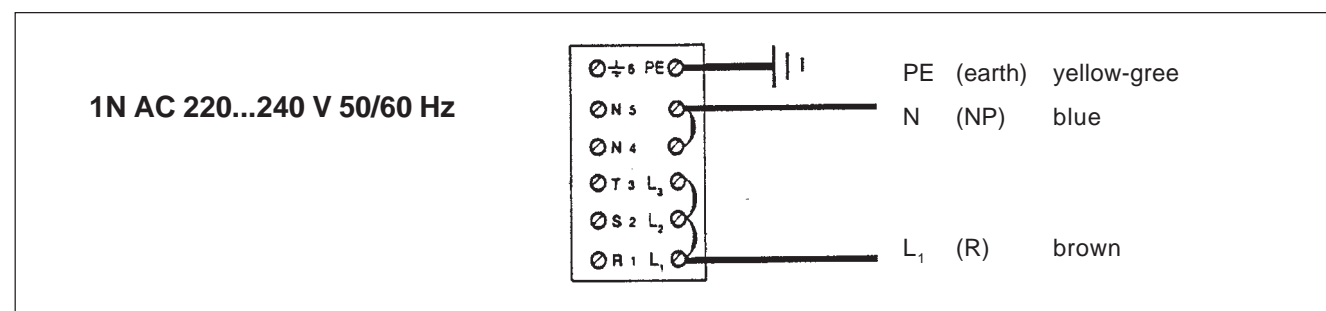 1N AC 220...240 V 50/60 Hz
⏚ 6 PE
N 5
N 4
T 3 L3
S 2 L2
R 1 L1
PE (earth) yellow-gree
N (NP) blue
L1 (R) brown